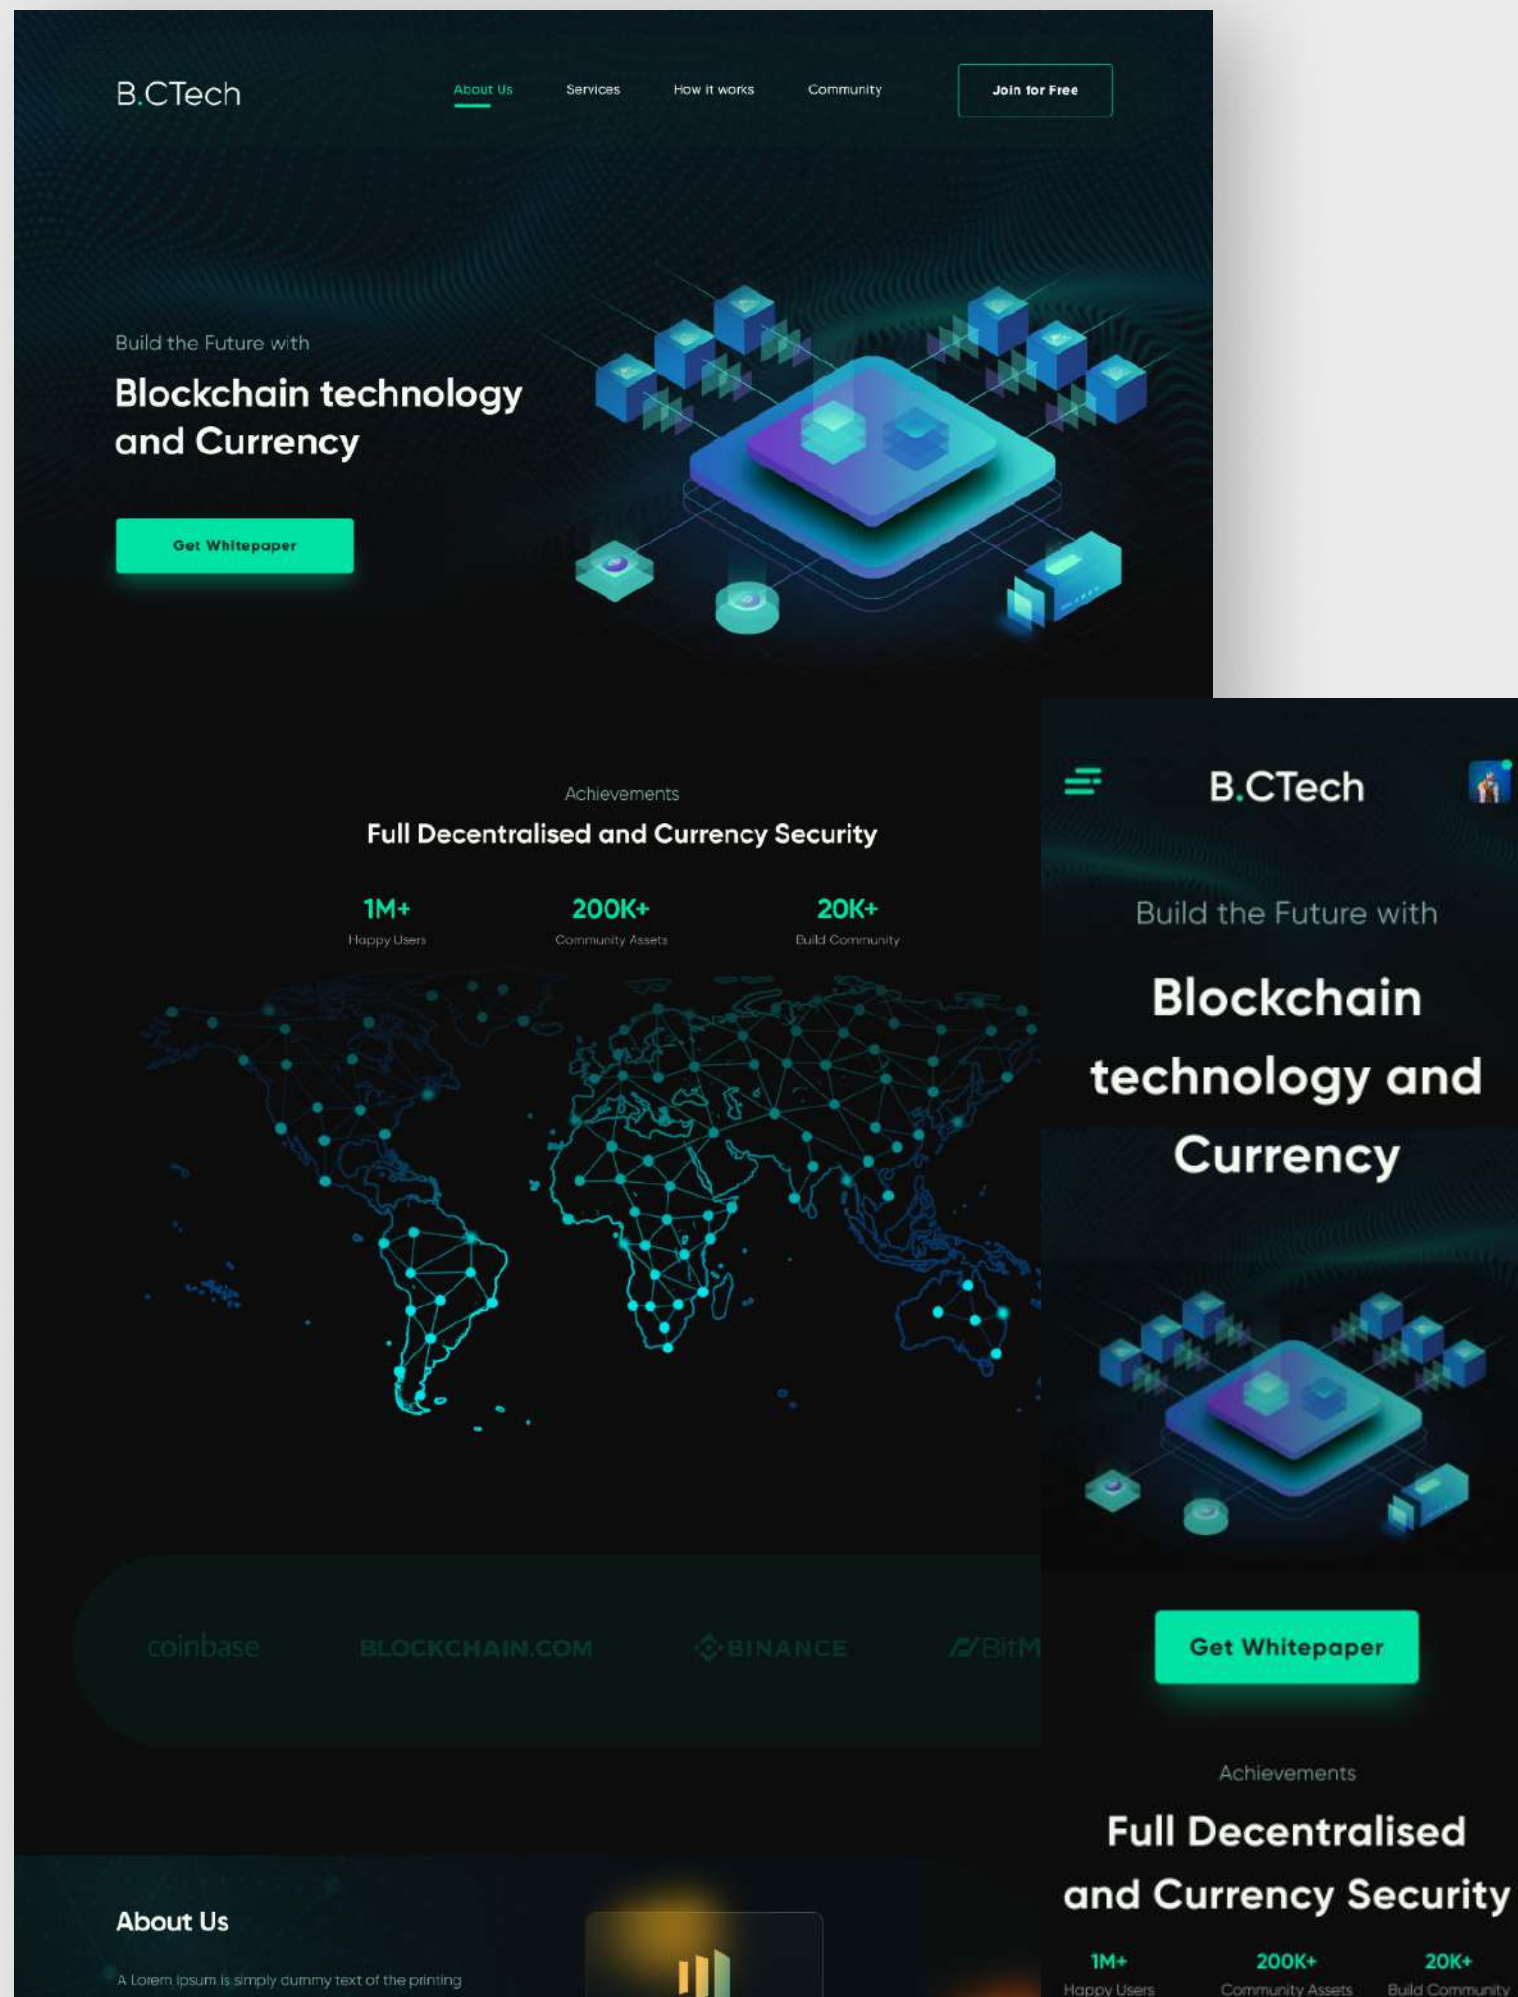 B.CTech
About Us
Services
How it works
Community
Join for Free
Build the Future with
Blockchain technology
and Currency
Get Whitepaper
Achievements
Full Decentralised and Currency Security
1M+
200K+
20K+
Happy Users
Community Assets
Build Community
coinbase
BLOCKCHAIN.COM
BINANCE
BitM
About Us
A Lorem Ipsum is simply dummy text of the printing
B.CTech
Build the Future with
Blockchain
technology and
Currency
Get Whitepaper
Achievements
Full Decentralised
and Currency Security
1M+
200K+
20K+
Happy Users
Community Assets
Build Community